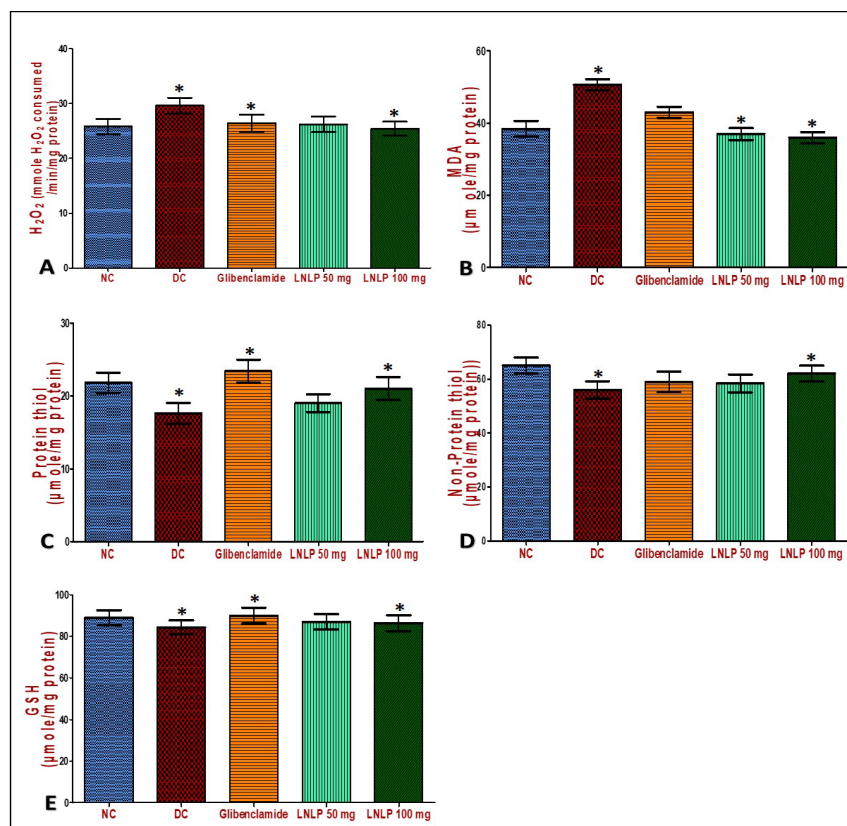 H₂O₂ (mmole H₂O₂ consumed
/min/mg protein)
40
30
20
10
0
*
*
*
A
NC
DC
Glibenclamide
LNLP 50 mg
LNLP 100 mg
MDA
(µm ole/mg protein)
60
40
20
0
*
*
*
B
NC
DC
Glibenclamide
LNLP 50 mg
LNLP 100 mg
Protein thiol
(µmole/mg protein)
30
20
10
0
*
*
*
C
NC
DC
Glibenclamide
LNLP 50 mg
LNLP 100 mg
Non-Protein thiol
(µmole/mg protein))
80
60
40
20
0
*
*
D
NC
DC
Glibenclamide
LNLP 50 mg
LNLP 100 mg
GSH
(µmole/mg protein)
100
80
60
40
20
0
*
*
*
E
NC
DC
Glibenclamide
LNLP 50 mg
LNLP 100 mg